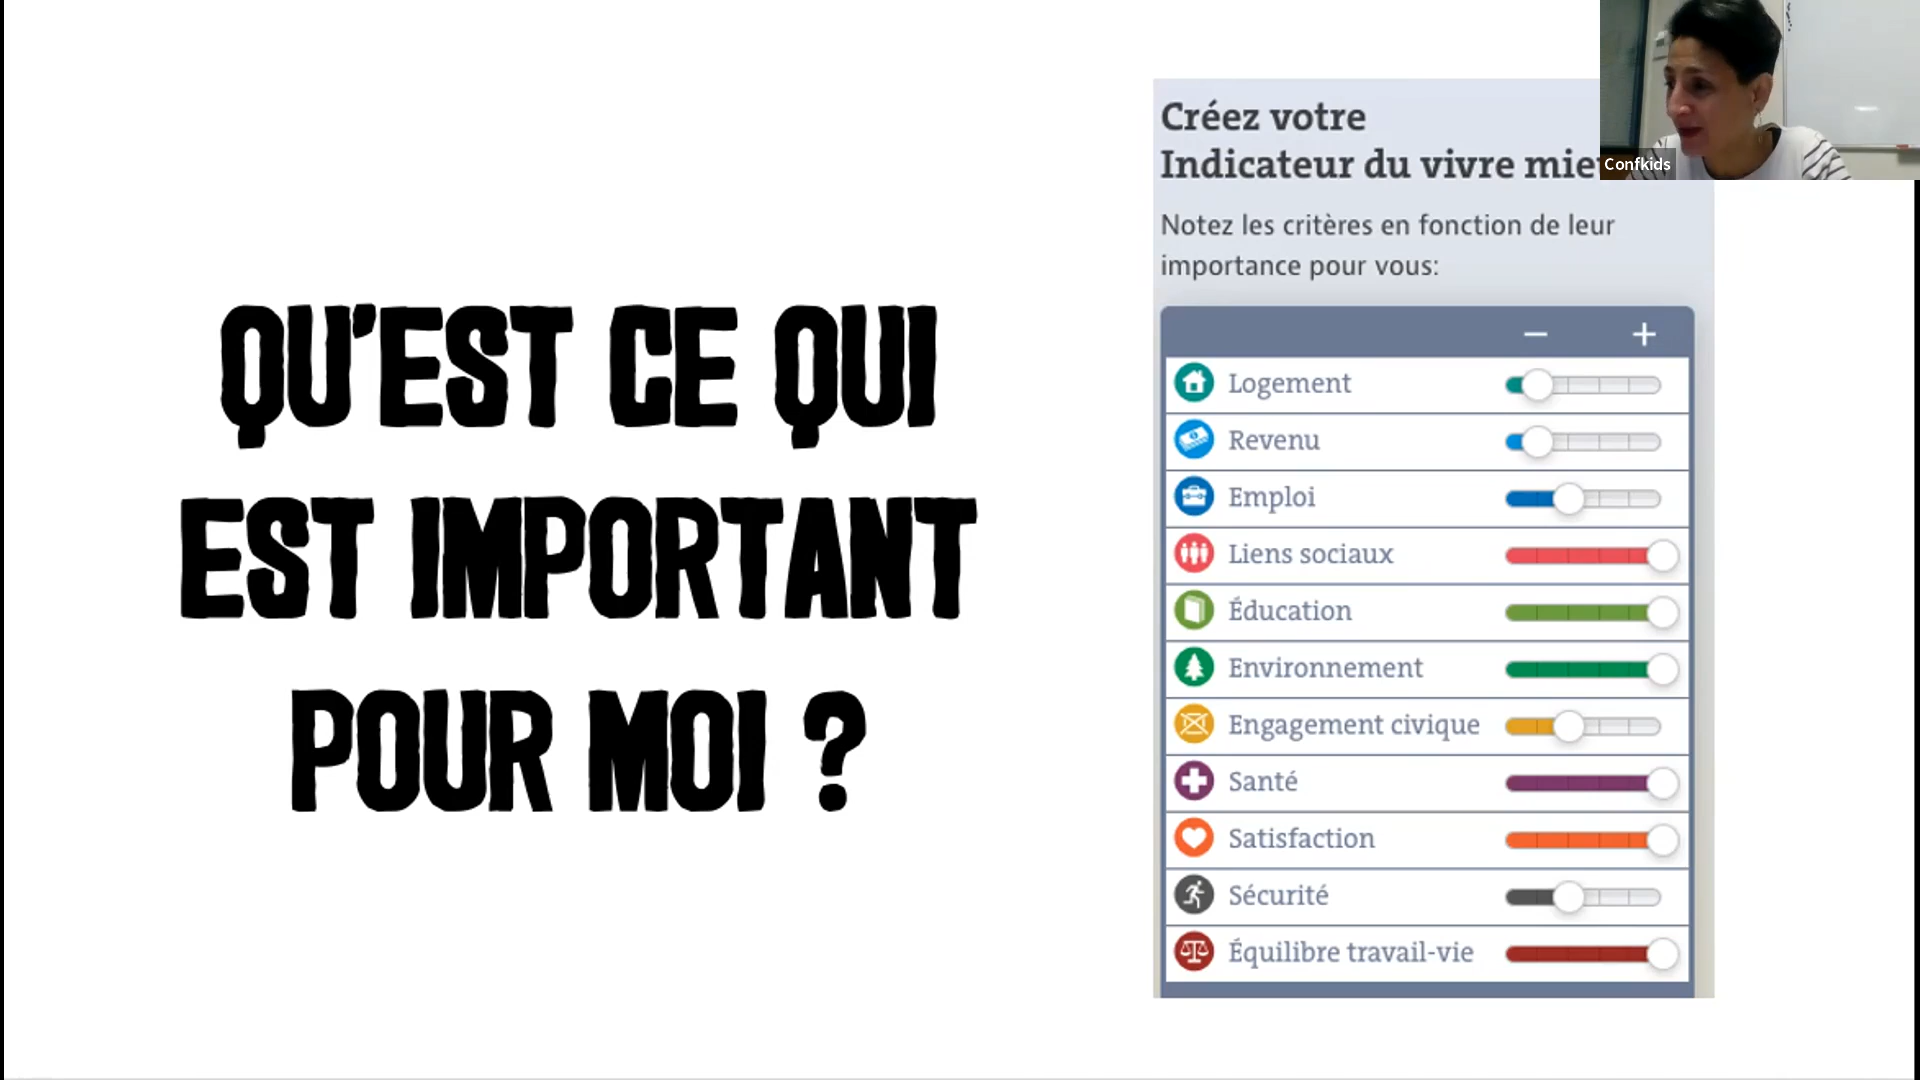 QU'EST CE QUI
EST IMPORTANT
POUR MOI ?
Créez votre
Indicateur du vivre
Notez les critères en fonction de leur
importance pour vous:
− +
Logement
Revenu
Emploi
Liens sociaux
Éducation
Environnement
Engagement civique
Santé
Satisfaction
Sécurité
Équilibre travail-vie
Confkids